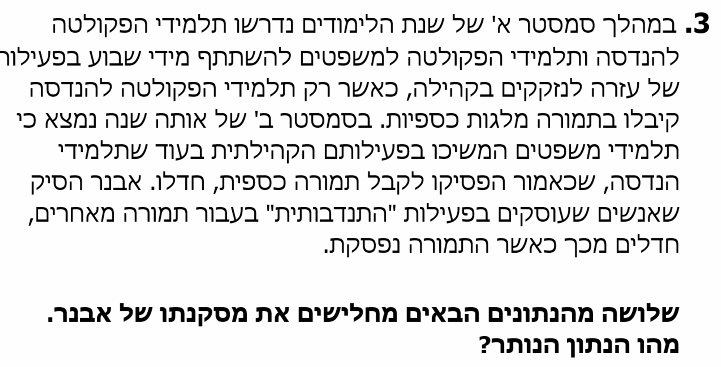 3. במהלך סמסטר א' של שנת הלימודים נדרשו תלמידי הפקולטה
להנדסה ותלמידי הפקולטה למשפטים להשתתף מידי שבוע בפעילות
של עזרה לנזקקים בקהילה, כאשר רק תלמידי הפקולטה להנדסה
קיבלו בתמורה מלגות כספיות. בסמסטר ב' של אותה שנה נמצא כי
תלמידי משפטים המשיכו בפעילותם הקהילתית בעוד שתלמידי
הנדסה, שכאמור הפסיקו לקבל תמורה כספית, חדלו. אבנר הסיק
שאנשים שעוסקים בפעילות "התנדבותית" בעבור תמורה מאחרים,
חדלים מכך כאשר התמורה נפסקת.
שלושה מהנתונים הבאים מחלישים את מסקנתו של אבנר.
מהו הנתון הנותר?